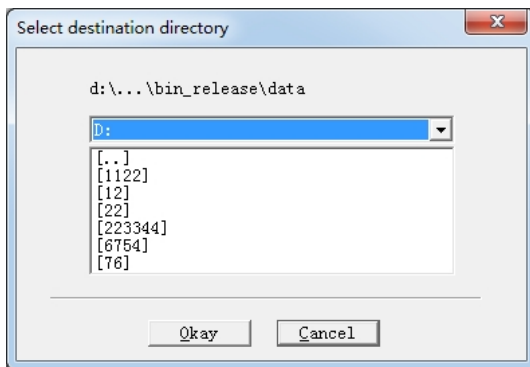 Select destination directory
d:\...\bin_release\data
D:
[..]
[1122]
[12]
[22]
[223344]
[6754]
[76]
Okay
Cancel